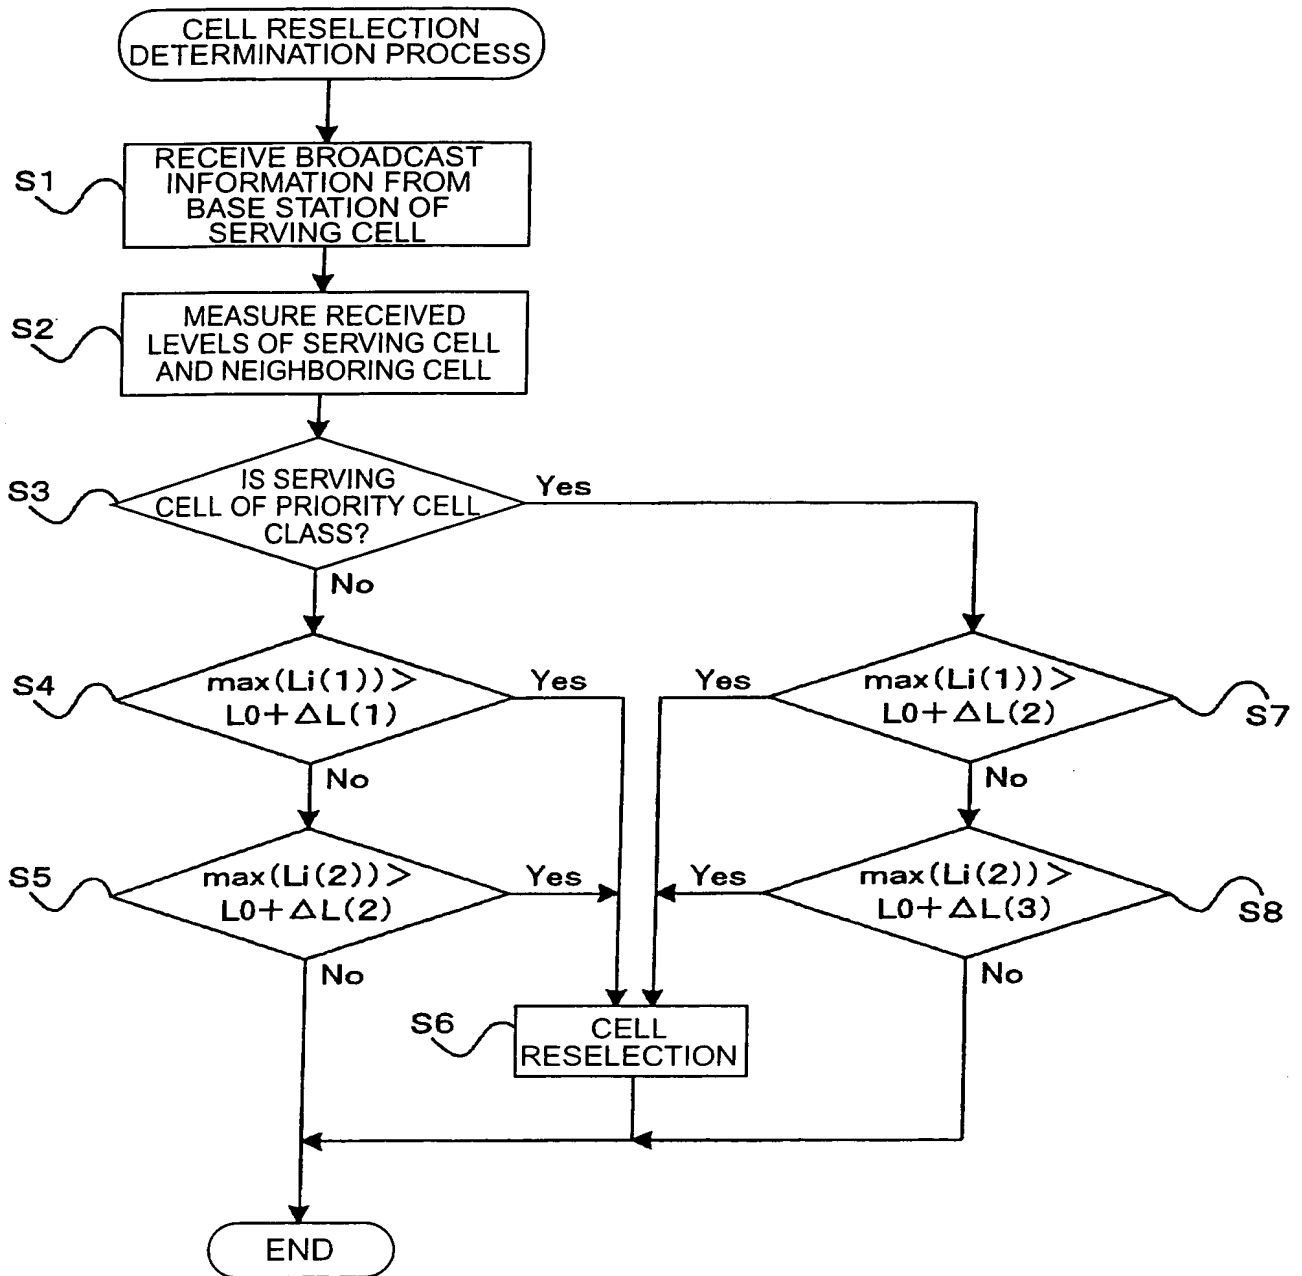 CELL RESELECTION
DETERMINATION PROCESS
S1
RECEIVE BROADCAST
INFORMATION FROM
BASE STATION OF
SERVING CELL
S2
MEASURE RECEIVED
LEVELS OF SERVING CELL
AND NEIGHBORING CELL
S3
IS SERVING
CELL OF PRIORITY CELL
CLASS?
Yes
No
S4
max(Li(1))>
L0+ΔL(1)
Yes
No
Yes
max(Li(1))>
L0+ΔL(2)
S7
No
S5
max(Li(2))>
L0+ΔL(2)
Yes
No
Yes
max(Li(2))>
L0+ΔL(3)
S8
No
S6
CELL
RESELECTION
END